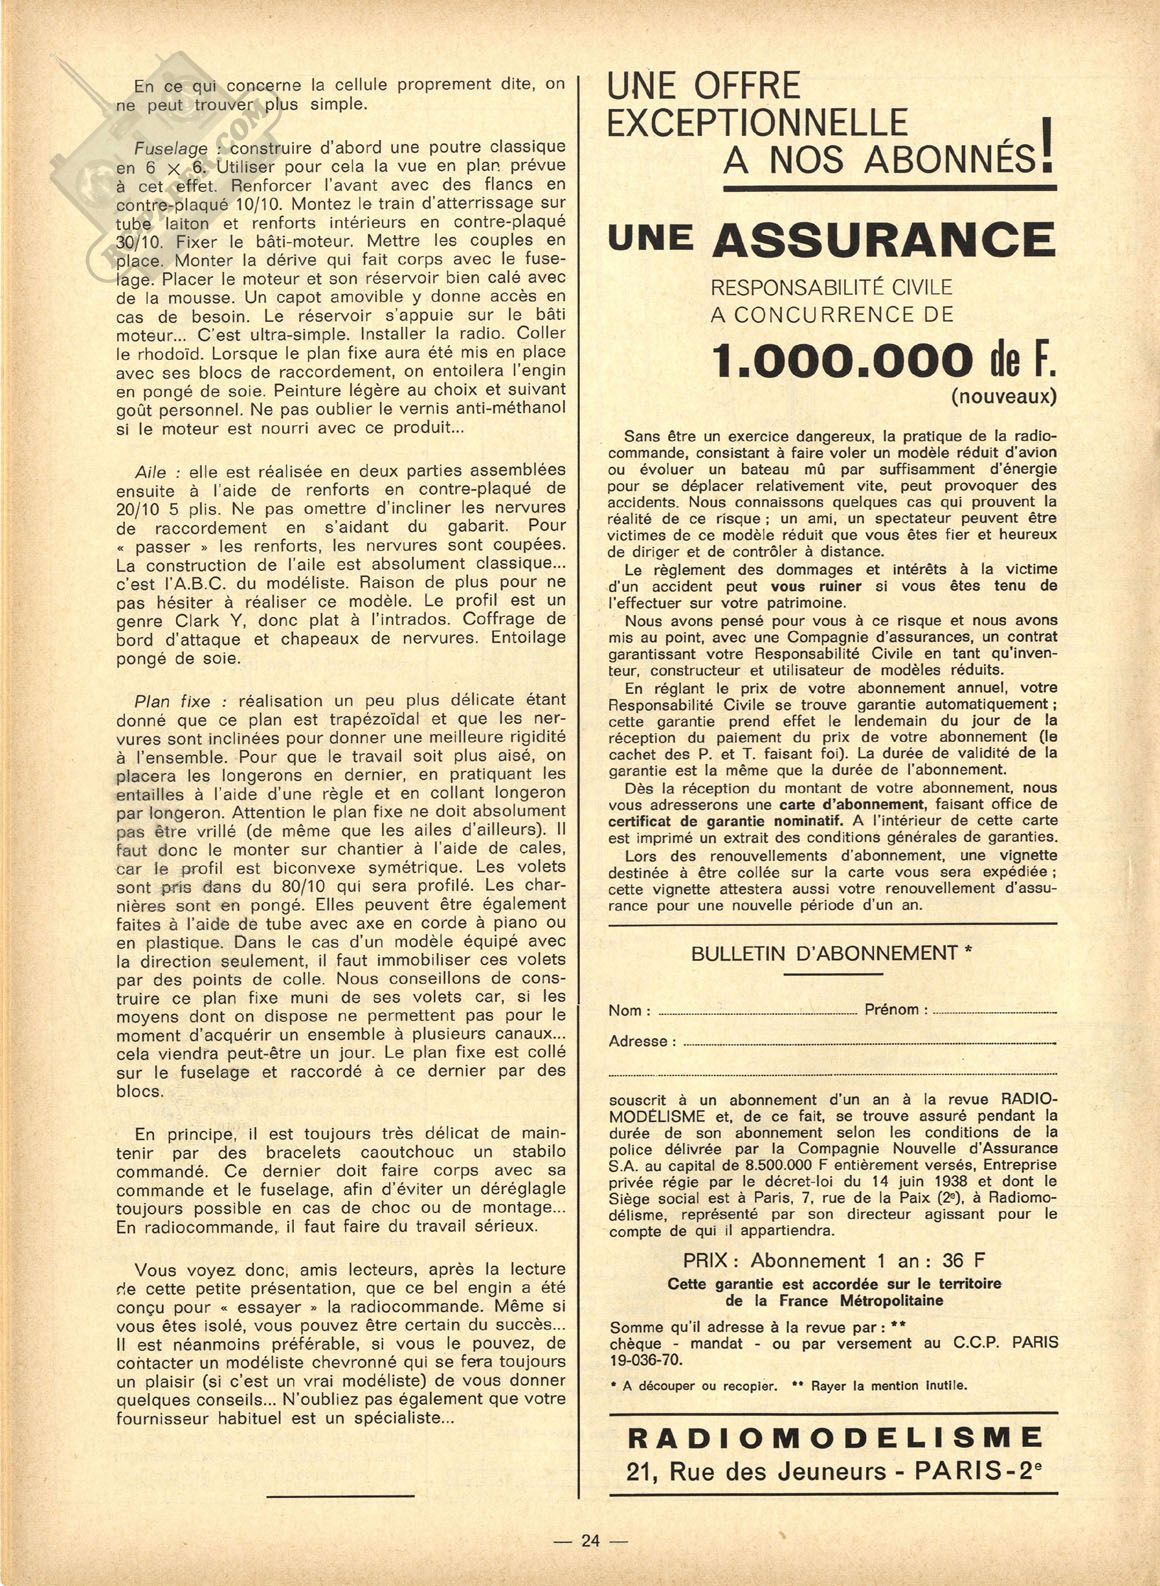 En ce qui concerne la cellule proprement dite, on
ne peut trouver plus simple.
Fuselage : construire d'abord une poutre classique
en 6 × 6. Utiliser pour cela la vue en plan prévue
à cet effet. Renforcer l'avant avec des flancs en
contre-plaqué 10/10. Montez le train d'atterrissage sur
tube laiton et renforts intérieurs en contre-plaqué
30/10. Fixer le bâti-moteur. Mettre les couples en
place. Monter la dérive qui fait corps avec le fuse-
lage. Placer le moteur et son réservoir bien calé avec
de la mousse. Un capot amovible y donne accès en
cas de besoin. Le réservoir s'appuie sur le bâti
moteur... C'est ultra-simple. Installer la radio. Coller
le rhodoïd. Lorsque le plan fixe aura été mis en place
avec ses blocs de raccordement, on entoilera l'engin
en pongé de soie. Peinture légère au choix et suivant
goût personnel. Ne pas oublier le vernis anti-méthanol
si le moteur est nourri avec ce produit...
Aile : elle est réalisée en deux parties assemblées
ensuite à l'aide de renforts en contre-plaqué de
20/10 5 plis. Ne pas omettre d'incliner les nervures
de raccordement en s'aidant du gabarit. Pour
« passer » les renforts, les nervures sont coupées.
La construction de l'aile est absolument classique...
c'est l'A.B.C. du modéliste. Raison de plus pour ne
pas hésiter à réaliser ce modèle. Le profil est un
genre Clark Y, donc plat à l'intrados. Coffrage de
bord d'attaque et chapeaux de nervures. Entoilage
pongé de soie.
Plan fixe : réalisation un peu plus délicate étant
donné que ce plan est trapézoïdal et que les ner-
vures sont inclinées pour donner une meilleure rigidité
à l'ensemble. Pour que le travail soit plus aisé, on
placera les longerons en dernier, en pratiquant les
entailles à l'aide d'une règle et en collant longeron
par longeron. Attention le plan fixe ne doit absolument
pas être vrillé (de même que les ailes d'ailleurs). Il
faut donc le monter sur chantier à l'aide de cales,
car le profil est biconvexe symétrique. Les volets
sont pris dans du 80/10 qui sera profilé. Les char-
nières sont en pongé. Elles peuvent être également
faites à l'aide de tube avec axe en corde à piano ou
en plastique. Dans le cas d'un modèle équipé avec
la direction seulement, il faut immobiliser ces volets
par des points de colle. Nous conseillons de cons-
truire ce plan fixe muni de ses volets car, si les
moyens dont on dispose ne permettent pas pour le
moment d'acquérir un ensemble à plusieurs canaux...
cela viendra peut-être un jour. Le plan fixe est collé
sur le fuselage et raccordé à ce dernier par des
blocs.
En principe, il est toujours très délicat de main-
tenir par des bracelets caoutchouc un stabilo
commandé. Ce dernier doit faire corps avec sa
commande et le fuselage, afin d'éviter un déréglagle
toujours possible en cas de choc ou de montage...
En radiocommande, il faut faire du travail sérieux.
Vous voyez donc, amis lecteurs, après la lecture
de cette petite présentation, que ce bel engin a été
conçu pour « essayer » la radiocommande. Même si
vous êtes isolé, vous pouvez être certain du succès...
Il est néanmoins préférable, si vous le pouvez, de
contacter un modéliste chevronné qui se fera toujours
un plaisir (si c'est un vrai modéliste) de vous donner
quelques conseils... N'oubliez pas également que votre
fournisseur habituel est un spécialiste...
UNE OFFRE
EXCEPTIONNELLE
A NOS ABONNÉS !
UNE ASSURANCE
RESPONSABILITÉ CIVILE
A CONCURRENCE DE
1.000.000 de F.
(nouveaux)
Sans être un exercice dangereux, la pratique de la radio-
commande, consistant à faire voler un modèle réduit d'avion
ou évoluer un bateau mû par suffisamment d'énergie
pour se déplacer relativement vite, peut provoquer des
accidents. Nous connaissons quelques cas qui prouvent la
réalité de ce risque ; un ami, un spectateur peuvent être
victimes de ce modèle réduit que vous êtes fier et heureux
de diriger et de contrôler à distance.
Le règlement des dommages et intérêts à la victime
d'un accident peut vous ruiner si vous êtes tenu de
l'effectuer sur votre patrimoine.
Nous avons pensé pour vous à ce risque et nous avons
mis au point, avec une Compagnie d'assurances, un contrat
garantissant votre Responsabilité Civile en tant qu'inven-
teur, constructeur et utilisateur de modèles réduits.
En réglant le prix de votre abonnement annuel, votre
Responsabilité Civile se trouve garantie automatiquement ;
cette garantie prend effet le lendemain du jour de la
réception du paiement du prix de votre abonnement (le
cachet des P. et T. faisant foi). La durée de validité de la
garantie est la même que la durée de l'abonnement.
Dès la réception du montant de votre abonnement, nous
vous adresserons une carte d'abonnement, faisant office de
certificat de garantie nominatif. A l'intérieur de cette carte
est imprimé un extrait des conditions générales de garanties.
Lors des renouvellements d'abonnement, une vignette
destinée à être collée sur la carte vous sera expédiée ;
cette vignette attestera aussi votre renouvellement d'assu-
rance pour une nouvelle période d'un an.
BULLETIN D'ABONNEMENT *
Nom : Prénom :
Adresse :
souscrit à un abonnement d'un an à la revue RADIO-
MODÉLISME et, de ce fait, se trouve assuré pendant la
durée de son abonnement selon les conditions de la
police délivrée par la Compagnie Nouvelle d'Assurance
S.A. au capital de 8.500.000 F entièrement versés, Entreprise
privée régie par le décret-loi du 14 juin 1938 et dont le
Siège social est à Paris, 7, rue de la Paix (2e), à Radiomo-
délisme, représenté par son directeur agissant pour le
compte de qui il appartiendra.
PRIX : Abonnement 1 an : 36 F
Cette garantie est accordée sur le territoire
de la France Métropolitaine
Somme qu'il adresse à la revue par : **
chèque - mandat - ou par versement au C.C.P. PARIS
19-036-70.
* A découper ou recopier. ** Rayer la mention inutile.
RADIOMODELISME
21, Rue des Jeuneurs - PARIS-2e
— 24 —